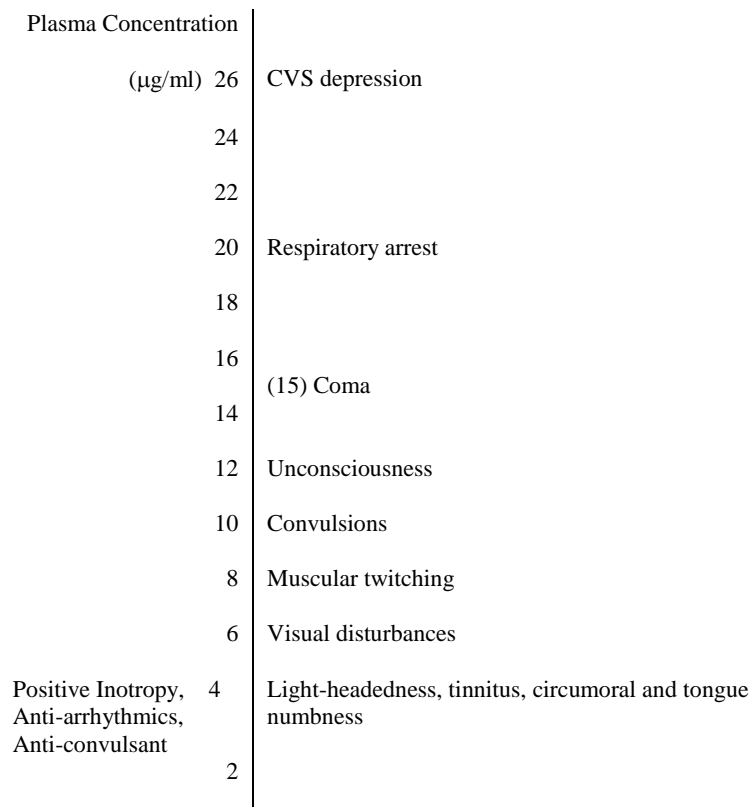 Plasma Concentration
(μg/ml) 26 CVS depression
24
22
20 Respiratory arrest
18
16
(15) Coma
14
12 Unconsciousness
10 Convulsions
8 Muscular twitching
6 Visual disturbances
Positive Inotropy, 4 Light-headedness, tinnitus, circumoral and tongue
Anti-arrhythmics, numbness
Anti-convulsant
2